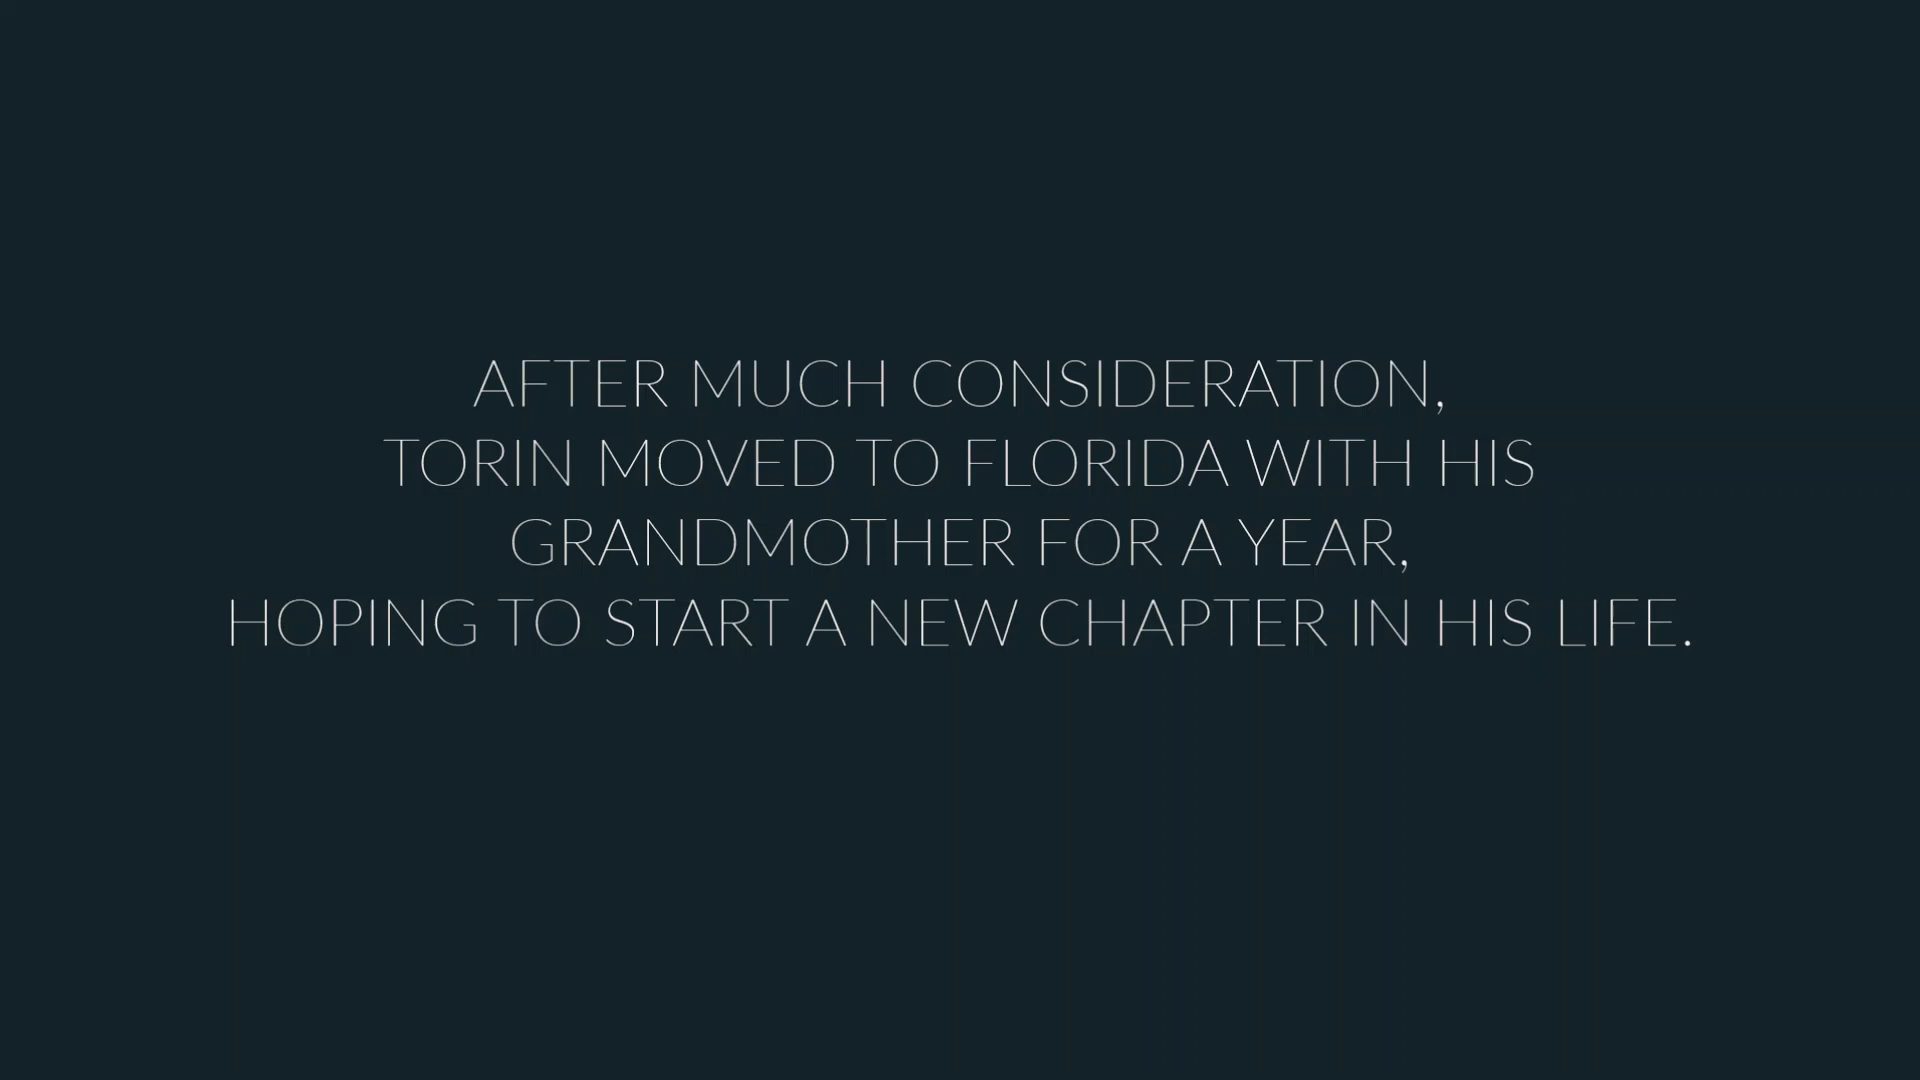 AFTER MUCH CONSIDERATION,
TORIN MOVED TO FLORIDA WITH HIS
GRANDMOTHER FOR A YEAR,
HOPING TO START A NEW CHAPTER IN HIS LIFE.